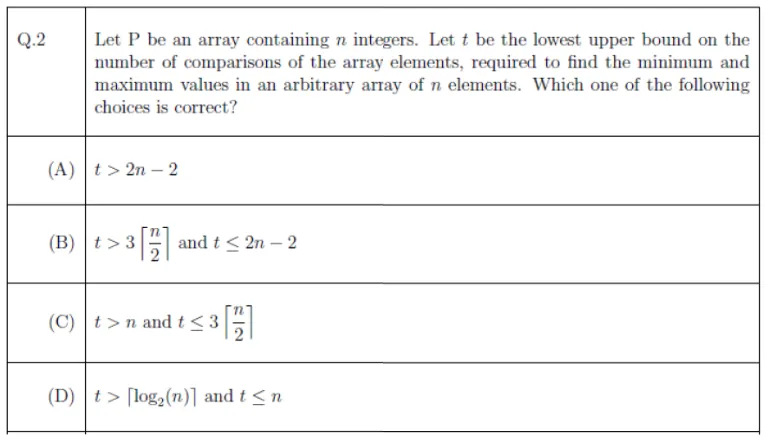 Q.2 Let P be an array containing n integers. Let t be the lowest upper bound on the
number of comparisons of the array elements, required to find the minimum and
maximum values in an arbitrary array of n elements. Which one of the following
choices is correct?
(A) t > 2n − 2
(B) t > 3⌈n/2⌉ and t ≤ 2n − 2
(C) t > n and t ≤ 3⌈n/2⌉
(D) t > ⌈log₂(n)⌉ and t ≤ n